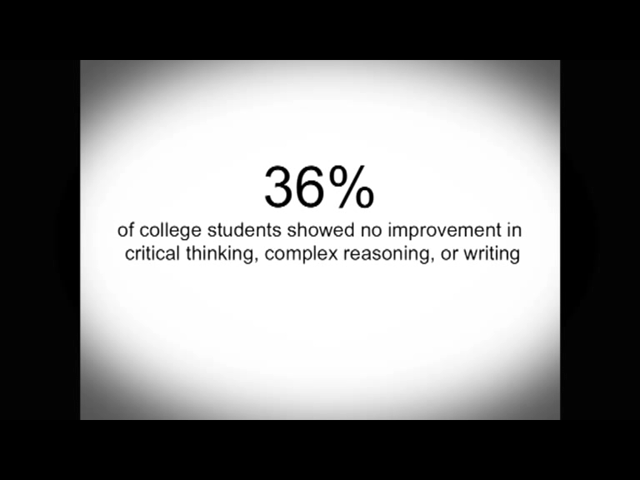 36%
of college students showed no improvement in
critical thinking, complex reasoning, or writing